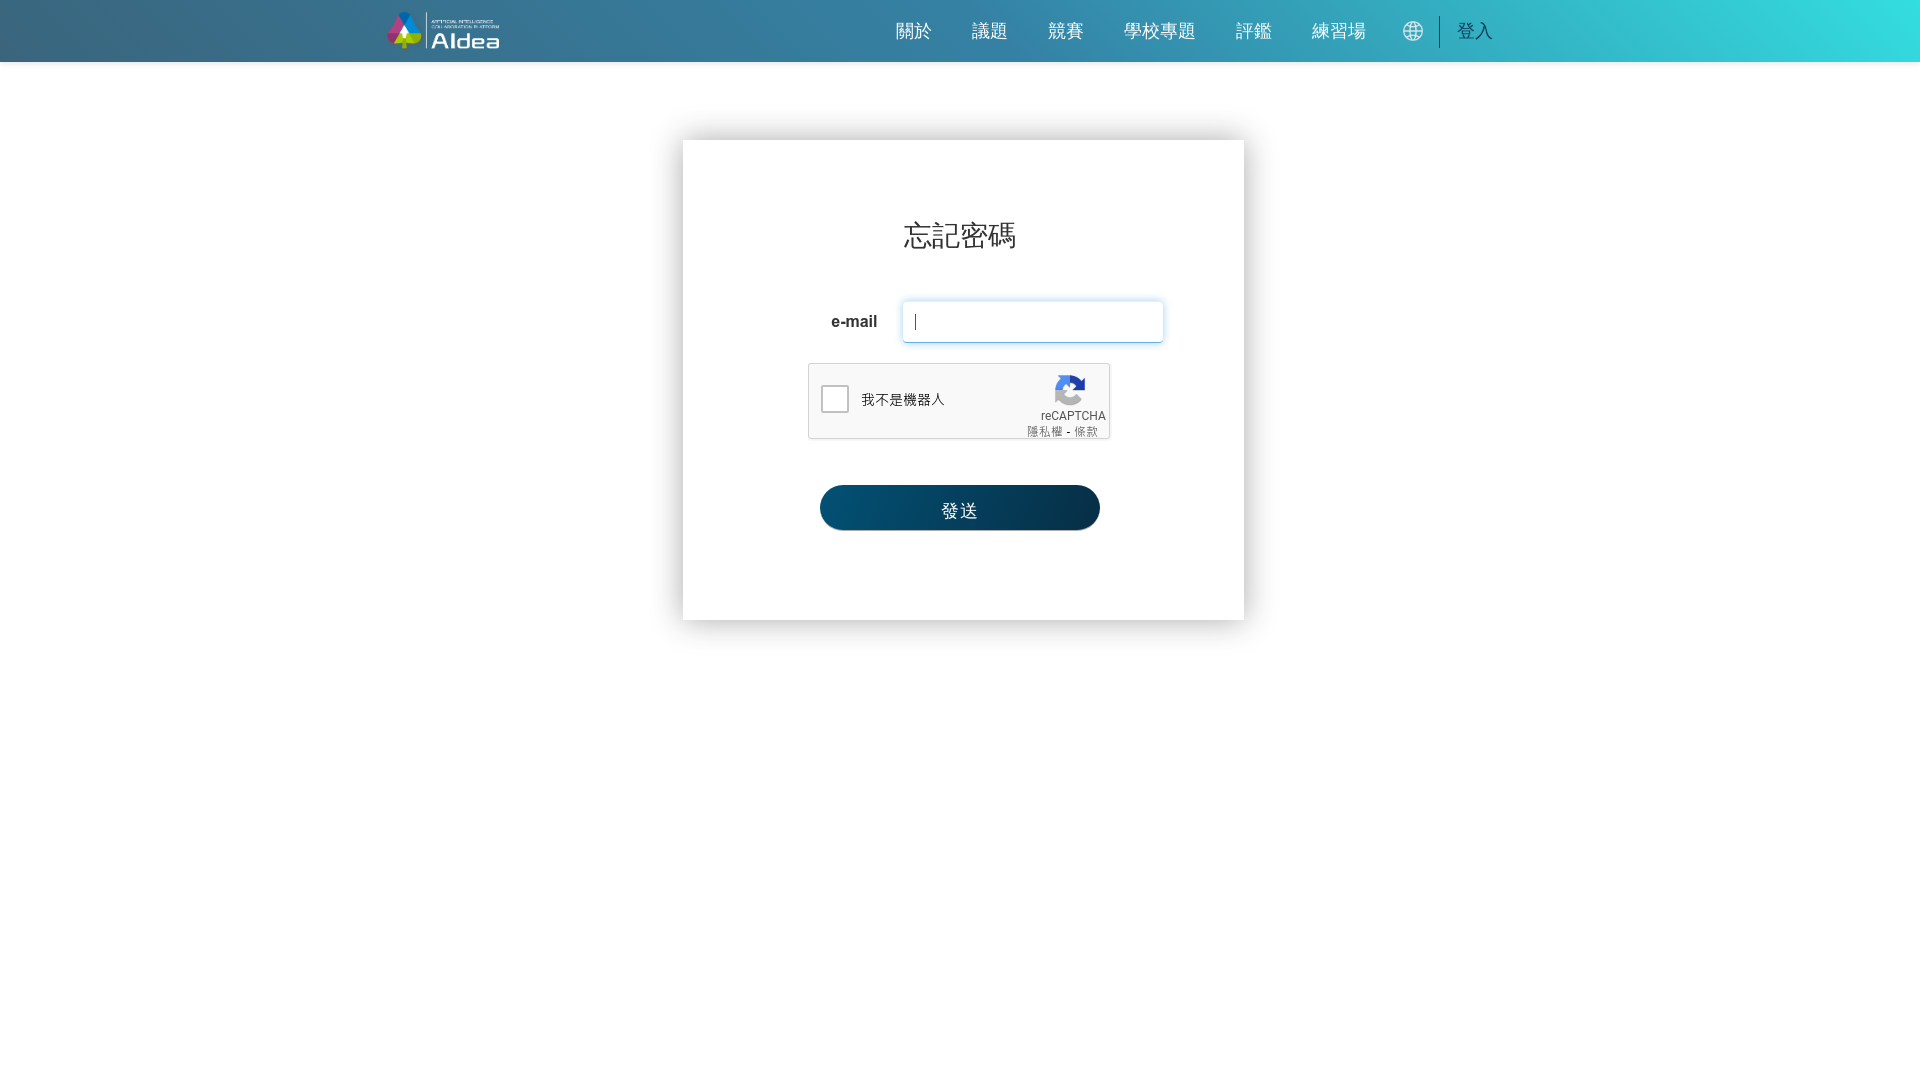 ARTIFICIAL INTELLIGENCE
COLLABORATION PLATFORM
AIdea
關於
議題
競賽
學校專題
評鑑
練習場
登入
忘記密碼
e-mail
我不是機器人
reCAPTCHA
隱私權 - 條款
發送